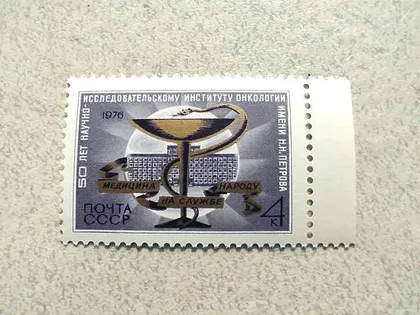 50 ЛЕТ НАУЧНО-
ИССЛЕДОВАТЕЛЬСКОМУ ИНСТИТУТУ ОНКОЛОГИИ
ИМЕНИ Н.Н. ПЕТРОВА
1976
МЕДИЦИНА
НА СЛУЖБЕ
НАРОДУ
ПОЧТА
СССР
4 К